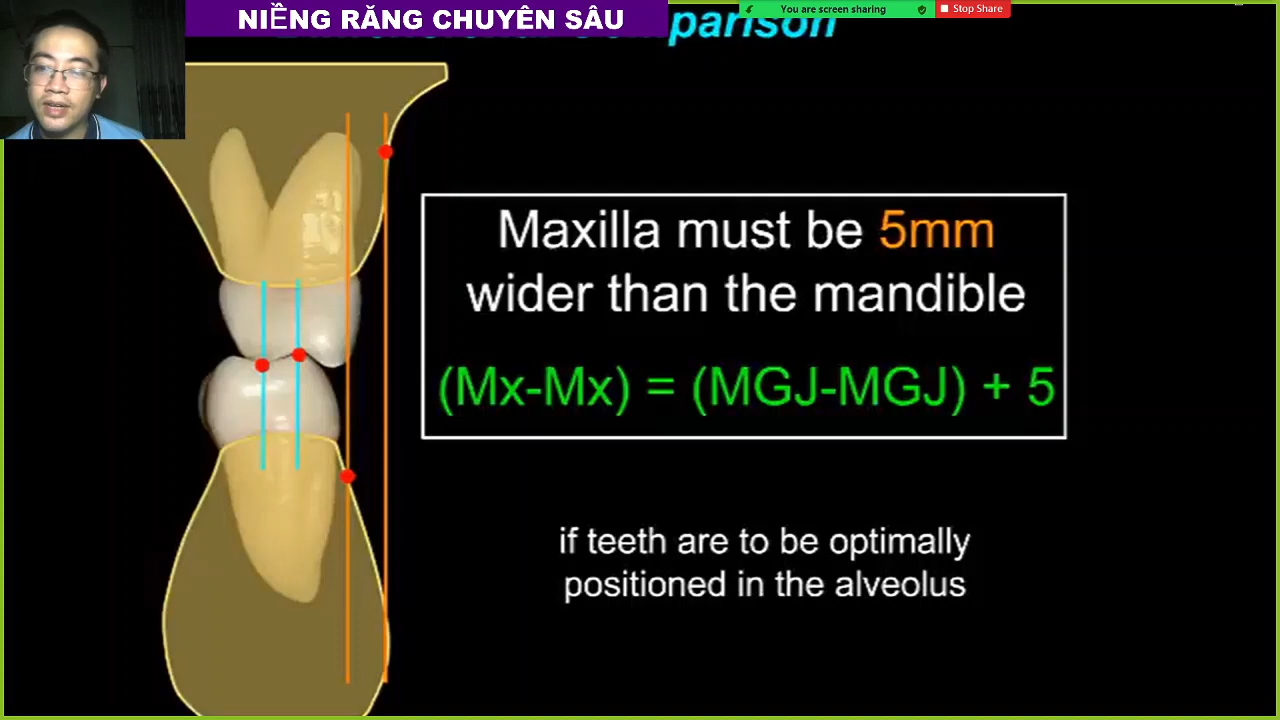 NIỀNG RĂNG CHUYÊN SÂU
You are screen sharing
Stop Share
Maxilla must be 5mm
wider than the mandible
(Mx-Mx) = (MGJ-MGJ) + 5
if teeth are to be optimally
positioned in the alveolus